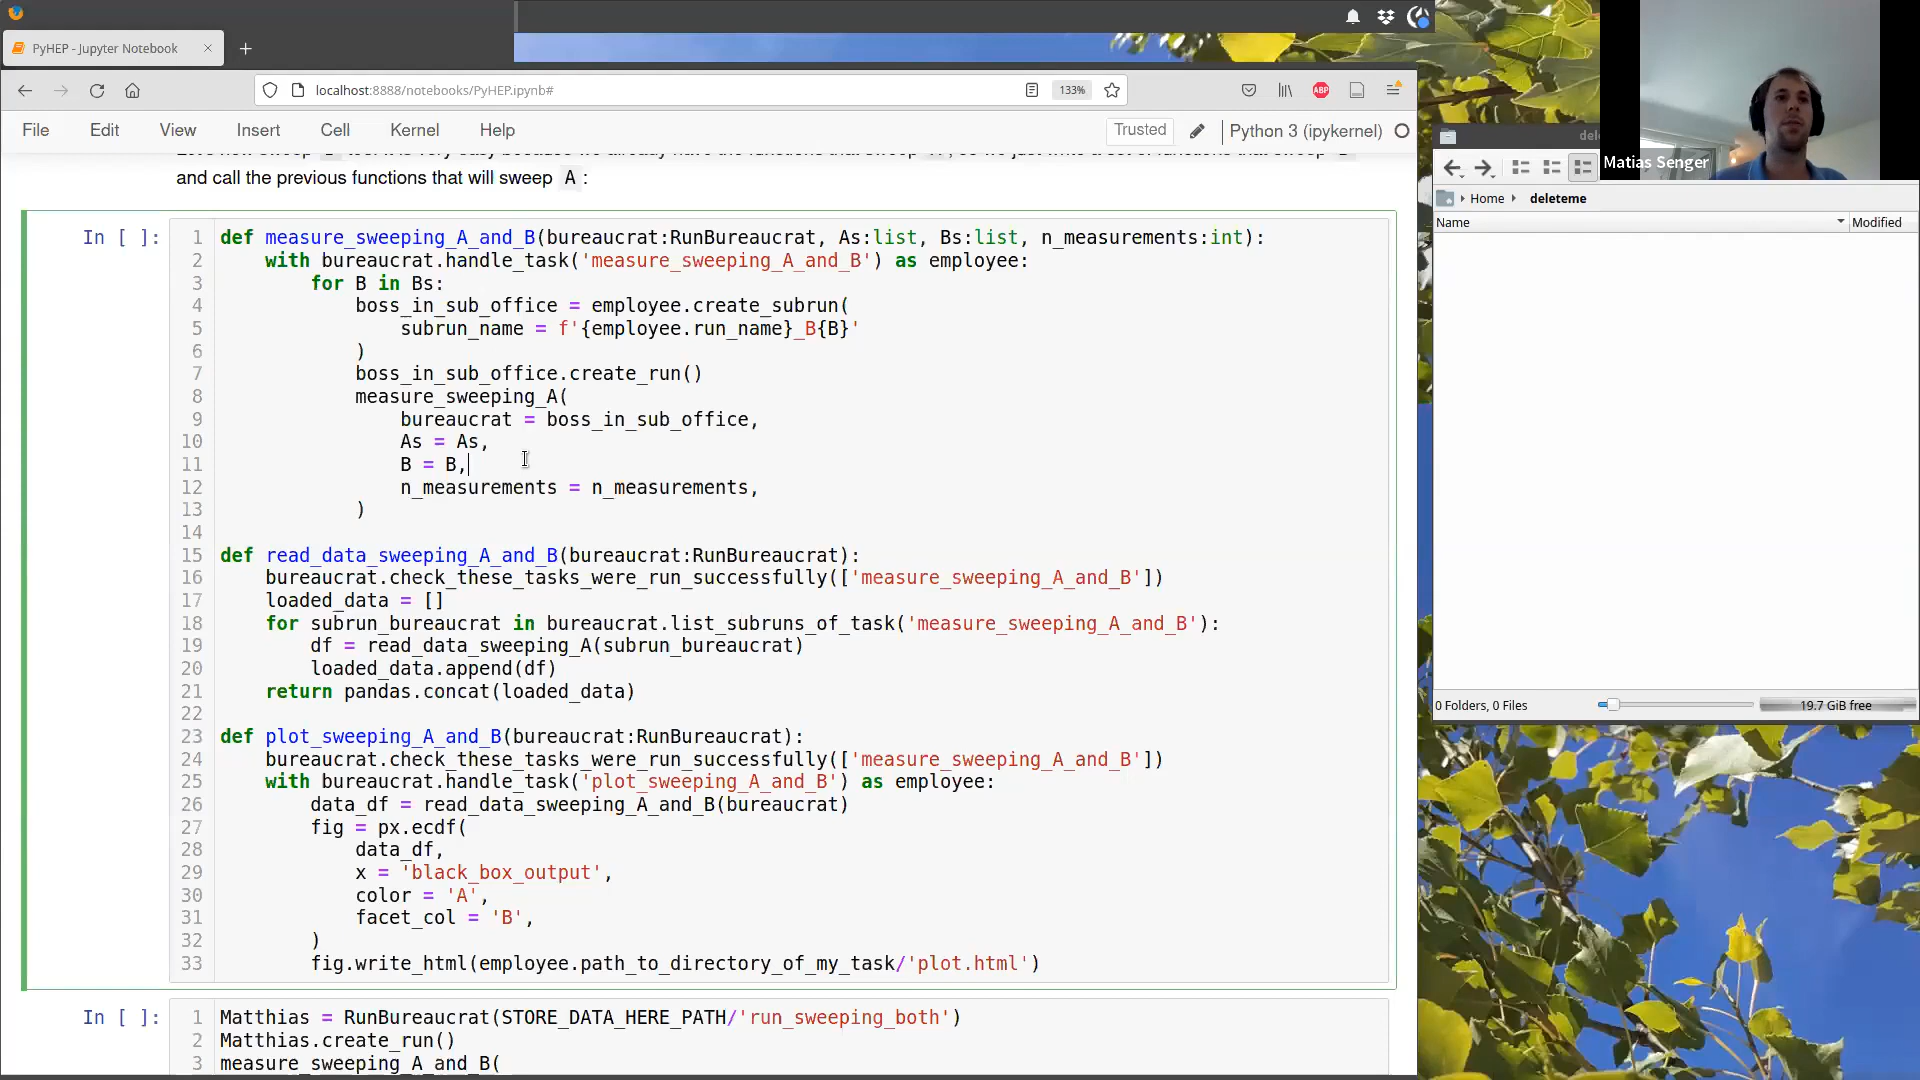 PyHEP - Jupyter Notebook
localhost:8888/notebooks/PyHEP.ipynb#
133%
ABP
File Edit View Insert Cell Kernel Help
Trusted
Python 3 (ipykernel)
and call the previous functions that will sweep A :
In [ ]:
1 def measure_sweeping_A_and_B(bureaucrat:RunBureaucrat, As:list, Bs:list, n_measurements:int):
2 with bureaucrat.handle_task('measure_sweeping_A_and_B') as employee:
3 for B in Bs:
4 boss_in_sub_office = employee.create_subrun(
5 subrun_name = f'{employee.run_name}_B{B}'
6 )
7 boss_in_sub_office.create_run()
8 measure_sweeping_A(
9 bureaucrat = boss_in_sub_office,
10 As = As,
11 B = B,
12 n_measurements = n_measurements,
13 )
14
15 def read_data_sweeping_A_and_B(bureaucrat:RunBureaucrat):
16 bureaucrat.check_these_tasks_were_run_successfully(['measure_sweeping_A_and_B'])
17 loaded_data = []
18 for subrun_bureaucrat in bureaucrat.list_subruns_of_task('measure_sweeping_A_and_B'):
19 df = read_data_sweeping_A(subrun_bureaucrat)
20 loaded_data.append(df)
21 return pandas.concat(loaded_data)
22
23 def plot_sweeping_A_and_B(bureaucrat:RunBureaucrat):
24 bureaucrat.check_these_tasks_were_run_successfully(['measure_sweeping_A_and_B'])
25 with bureaucrat.handle_task('plot_sweeping_A_and_B') as employee:
26 data_df = read_data_sweeping_A_and_B(bureaucrat)
27 fig = px.ecdf(
28 data_df,
29 x = 'black_box_output',
30 color = 'A',
31 facet_col = 'B',
32 )
33 fig.write_html(employee.path_to_directory_of_my_task/'plot.html')
In [ ]:
1 Matthias = RunBureaucrat(STORE_DATA_HERE_PATH/'run_sweeping_both')
2 Matthias.create_run()
3 measure_sweeping_A_and_B(
Matias Senger
Home deleteme
Name Modified
0 Folders, 0 Files
19.7 GiB free